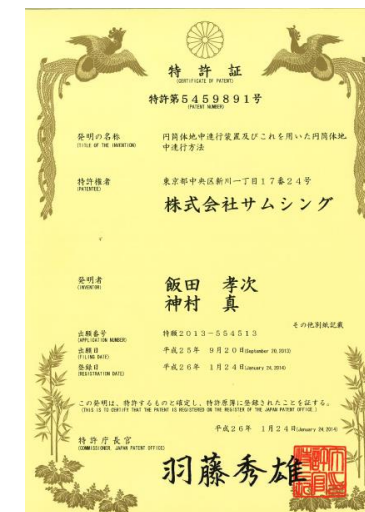 特許証
(CERTIFICATE OF PATENT)
特許第5459891号
(PATENT NUMBER)
発明の名称
(TITLE OF THE INVENTION)
円筒体地中進行装置及びこれを用いた円筒体地
中進行方法
特許権者
(PATENTEE)
東京都中央区新川一丁目17番24号
株式会社サムシング
発明者
(INVENTOR)
飯田 孝次
神村 真
その他別紙記載
出願番号
(APPLICATION NUMBER)
特願2013-554513
出願日
(FILING DATE)
平成25年 9月20日(September 20,2013)
登録日
(REGISTRATION DATE)
平成26年 1月24日(January 24,2014)
この発明は、特許するものと確定し、特許原簿に登録されたことを証する。
(THIS IS TO CERTIFY THAT THE PATENT IS REGISTERED ON THE REGISTER OF THE JAPAN PATENT OFFICE.)
平成26年 1月24日(January 24,2014)
特許庁長官
(COMMISSIONER, JAPAN PATENT OFFICE)
羽藤秀雄